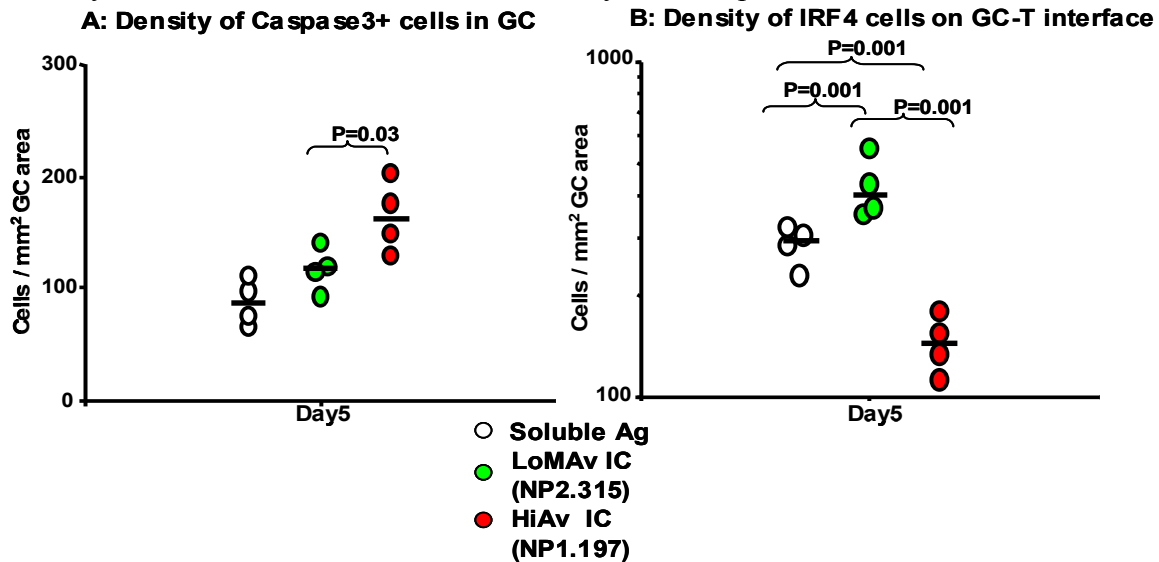 A: Density of Caspase3+ cells in GC
300
200
100
0
Cells / mm² GC area
P=0.03
Day5
B: Density of IRF4 cells on GC-T interface
1000
100
Cells / mm² GC area
P=0.001
P=0.001
P=0.001
Day5
Soluble Ag
LoMAv IC
(NP2.315)
HiAv IC
(NP1.197)